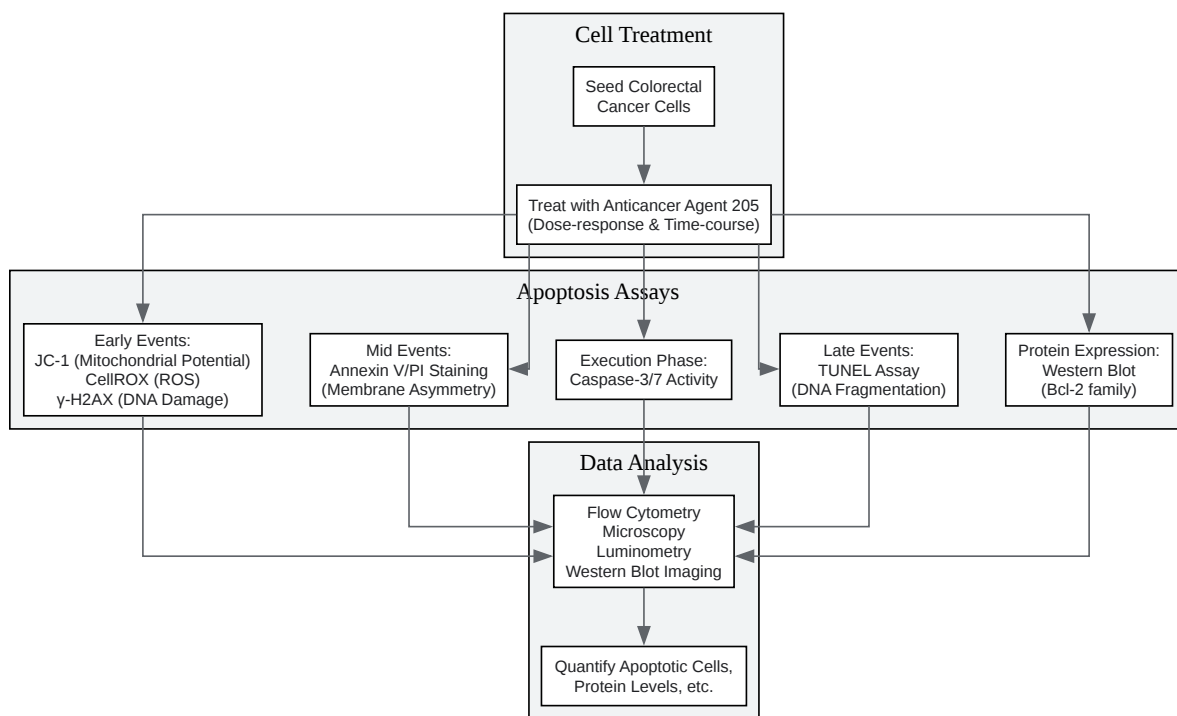 Cell Treatment
Seed Colorectal
Cancer Cells
Treat with Anticancer Agent 205
(Dose-response & Time-course)
Apoptosis Assays
Early Events:
JC-1 (Mitochondrial Potential)
CellROX (ROS)
γ-H2AX (DNA Damage)
Mid Events:
Annexin V/PI Staining
(Membrane Asymmetry)
Execution Phase:
Caspase-3/7 Activity
Late Events:
TUNEL Assay
(DNA Fragmentation)
Protein Expression:
Western Blot
(Bcl-2 family)
Data Analysis
Flow Cytometry
Microscopy
Luminometry
Western Blot Imaging
Quantify Apoptotic Cells,
Protein Levels, etc.